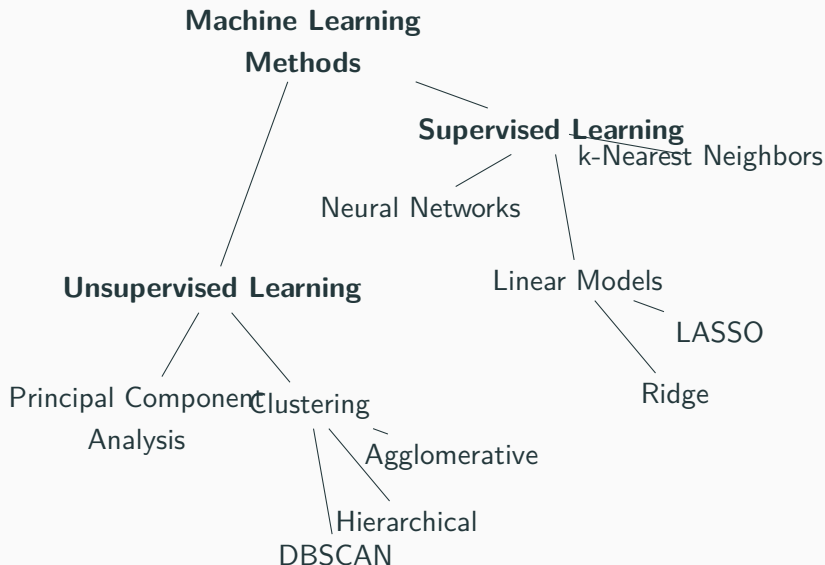 Machine Learning
Methods
Supervised Learning
k-Nearest Neighbors
Neural Networks
Linear Models
Unsupervised Learning
LASSO
Ridge
Principal Component
Analysis
Clustering
Agglomerative
Hierarchical
DBSCAN